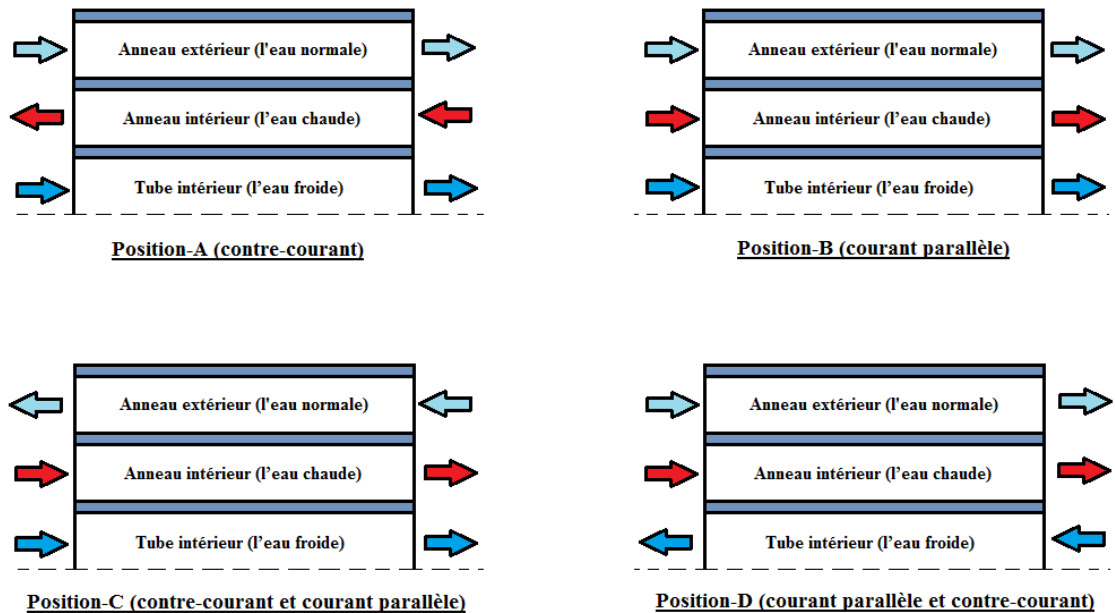 Anneau extérieur (l'eau normale)
Anneau intérieur (l'eau chaude)
Tube intérieur (l'eau froide)
Position-A (contre-courant)
Anneau extérieur (l'eau normale)
Anneau intérieur (l'eau chaude)
Tube intérieur (l'eau froide)
Position-B (courant parallèle)
Anneau extérieur (l'eau normale)
Anneau intérieur (l'eau chaude)
Tube intérieur (l'eau froide)
Position-C (contre-courant et courant parallèle)
Anneau extérieur (l'eau normale)
Anneau intérieur (l'eau chaude)
Tube intérieur (l'eau froide)
Position-D (courant parallèle et contre-courant)